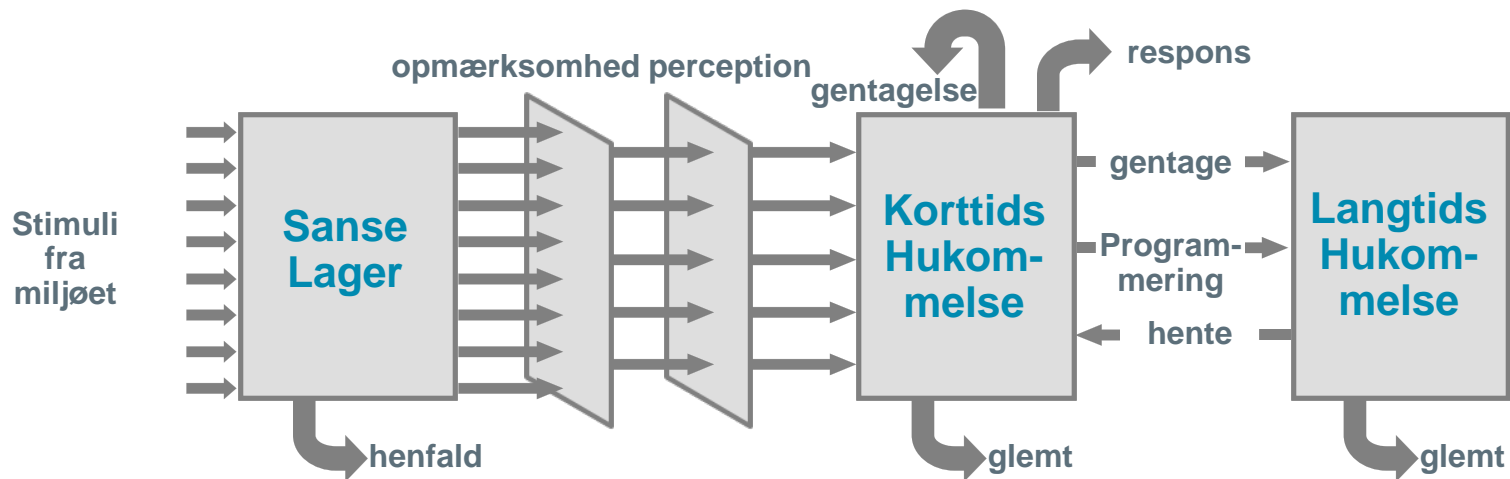 opmærksomhed perception
gentagelse
respons
Stimuli
fra
miljøet
Sanse
Lager
henfald
Korttids
Hukom-
melse
glemt
gentage
Program-
mering
hente
Langtids
Hukom-
melse
glemt